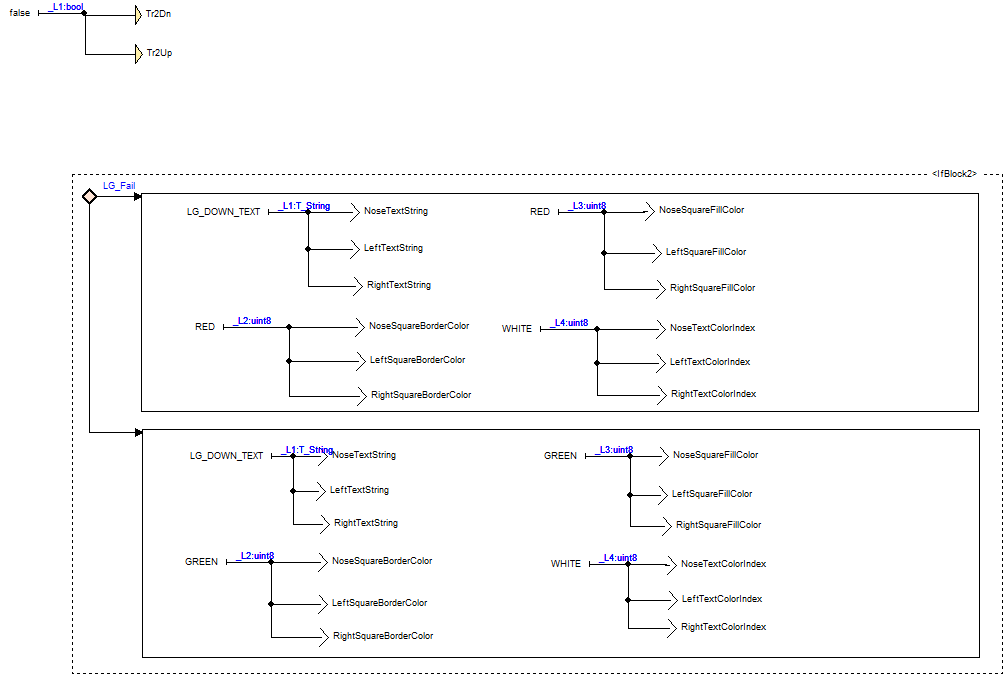 false _L1:bool Tr2Dn
Tr2Up
<IfBlock2>
LG_Fail
LG_DOWN_TEXT _L1:T_String NoseTextString
LeftTextString
RightTextString
RED _L3:uint8 NoseSquareFillColor
LeftSquareFillColor
RightSquareFillColor
RED _L2:uint8 NoseSquareBorderColor
LeftSquareBorderColor
RightSquareBorderColor
WHITE _L4:uint8 NoseTextColorIndex
LeftTextColorIndex
RightTextColorIndex
LG_DOWN_TEXT _L1:T_String NoseTextString
LeftTextString
RightTextString
GREEN _L3:uint8 NoseSquareFillColor
LeftSquareFillColor
RightSquareFillColor
GREEN _L2:uint8 NoseSquareBorderColor
LeftSquareBorderColor
RightSquareBorderColor
WHITE _L4:uint8 NoseTextColorIndex
LeftTextColorIndex
RightTextColorIndex